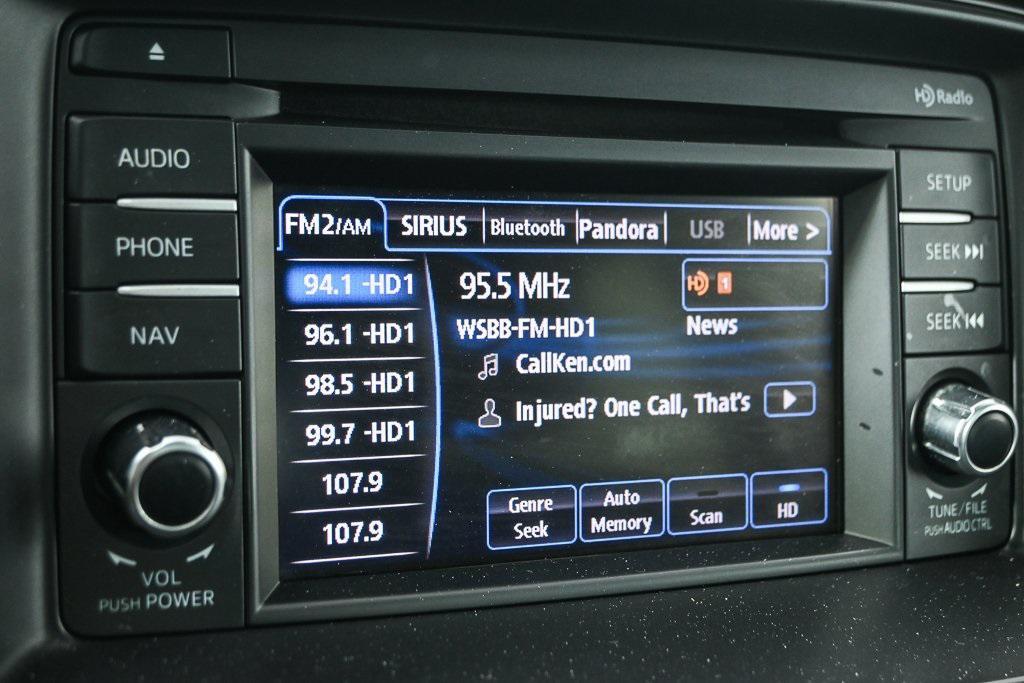 HD Radio
AUDIO
PHONE
NAV
VOL
PUSH POWER
FM2/AM SIRIUS Bluetooth Pandora USB More >
94.1 -HD1
96.1 -HD1
98.5 -HD1
99.7 -HD1
107.9
107.9
95.5 MHz
HD 1
WSBB-FM-HD1
News
CallKen.com
Injured? One Call, That's
Genre
Seek
Auto
Memory
Scan
HD
SETUP
SEEK
SEEK
TUNE/FILE
PUSH AUDIO CTRL